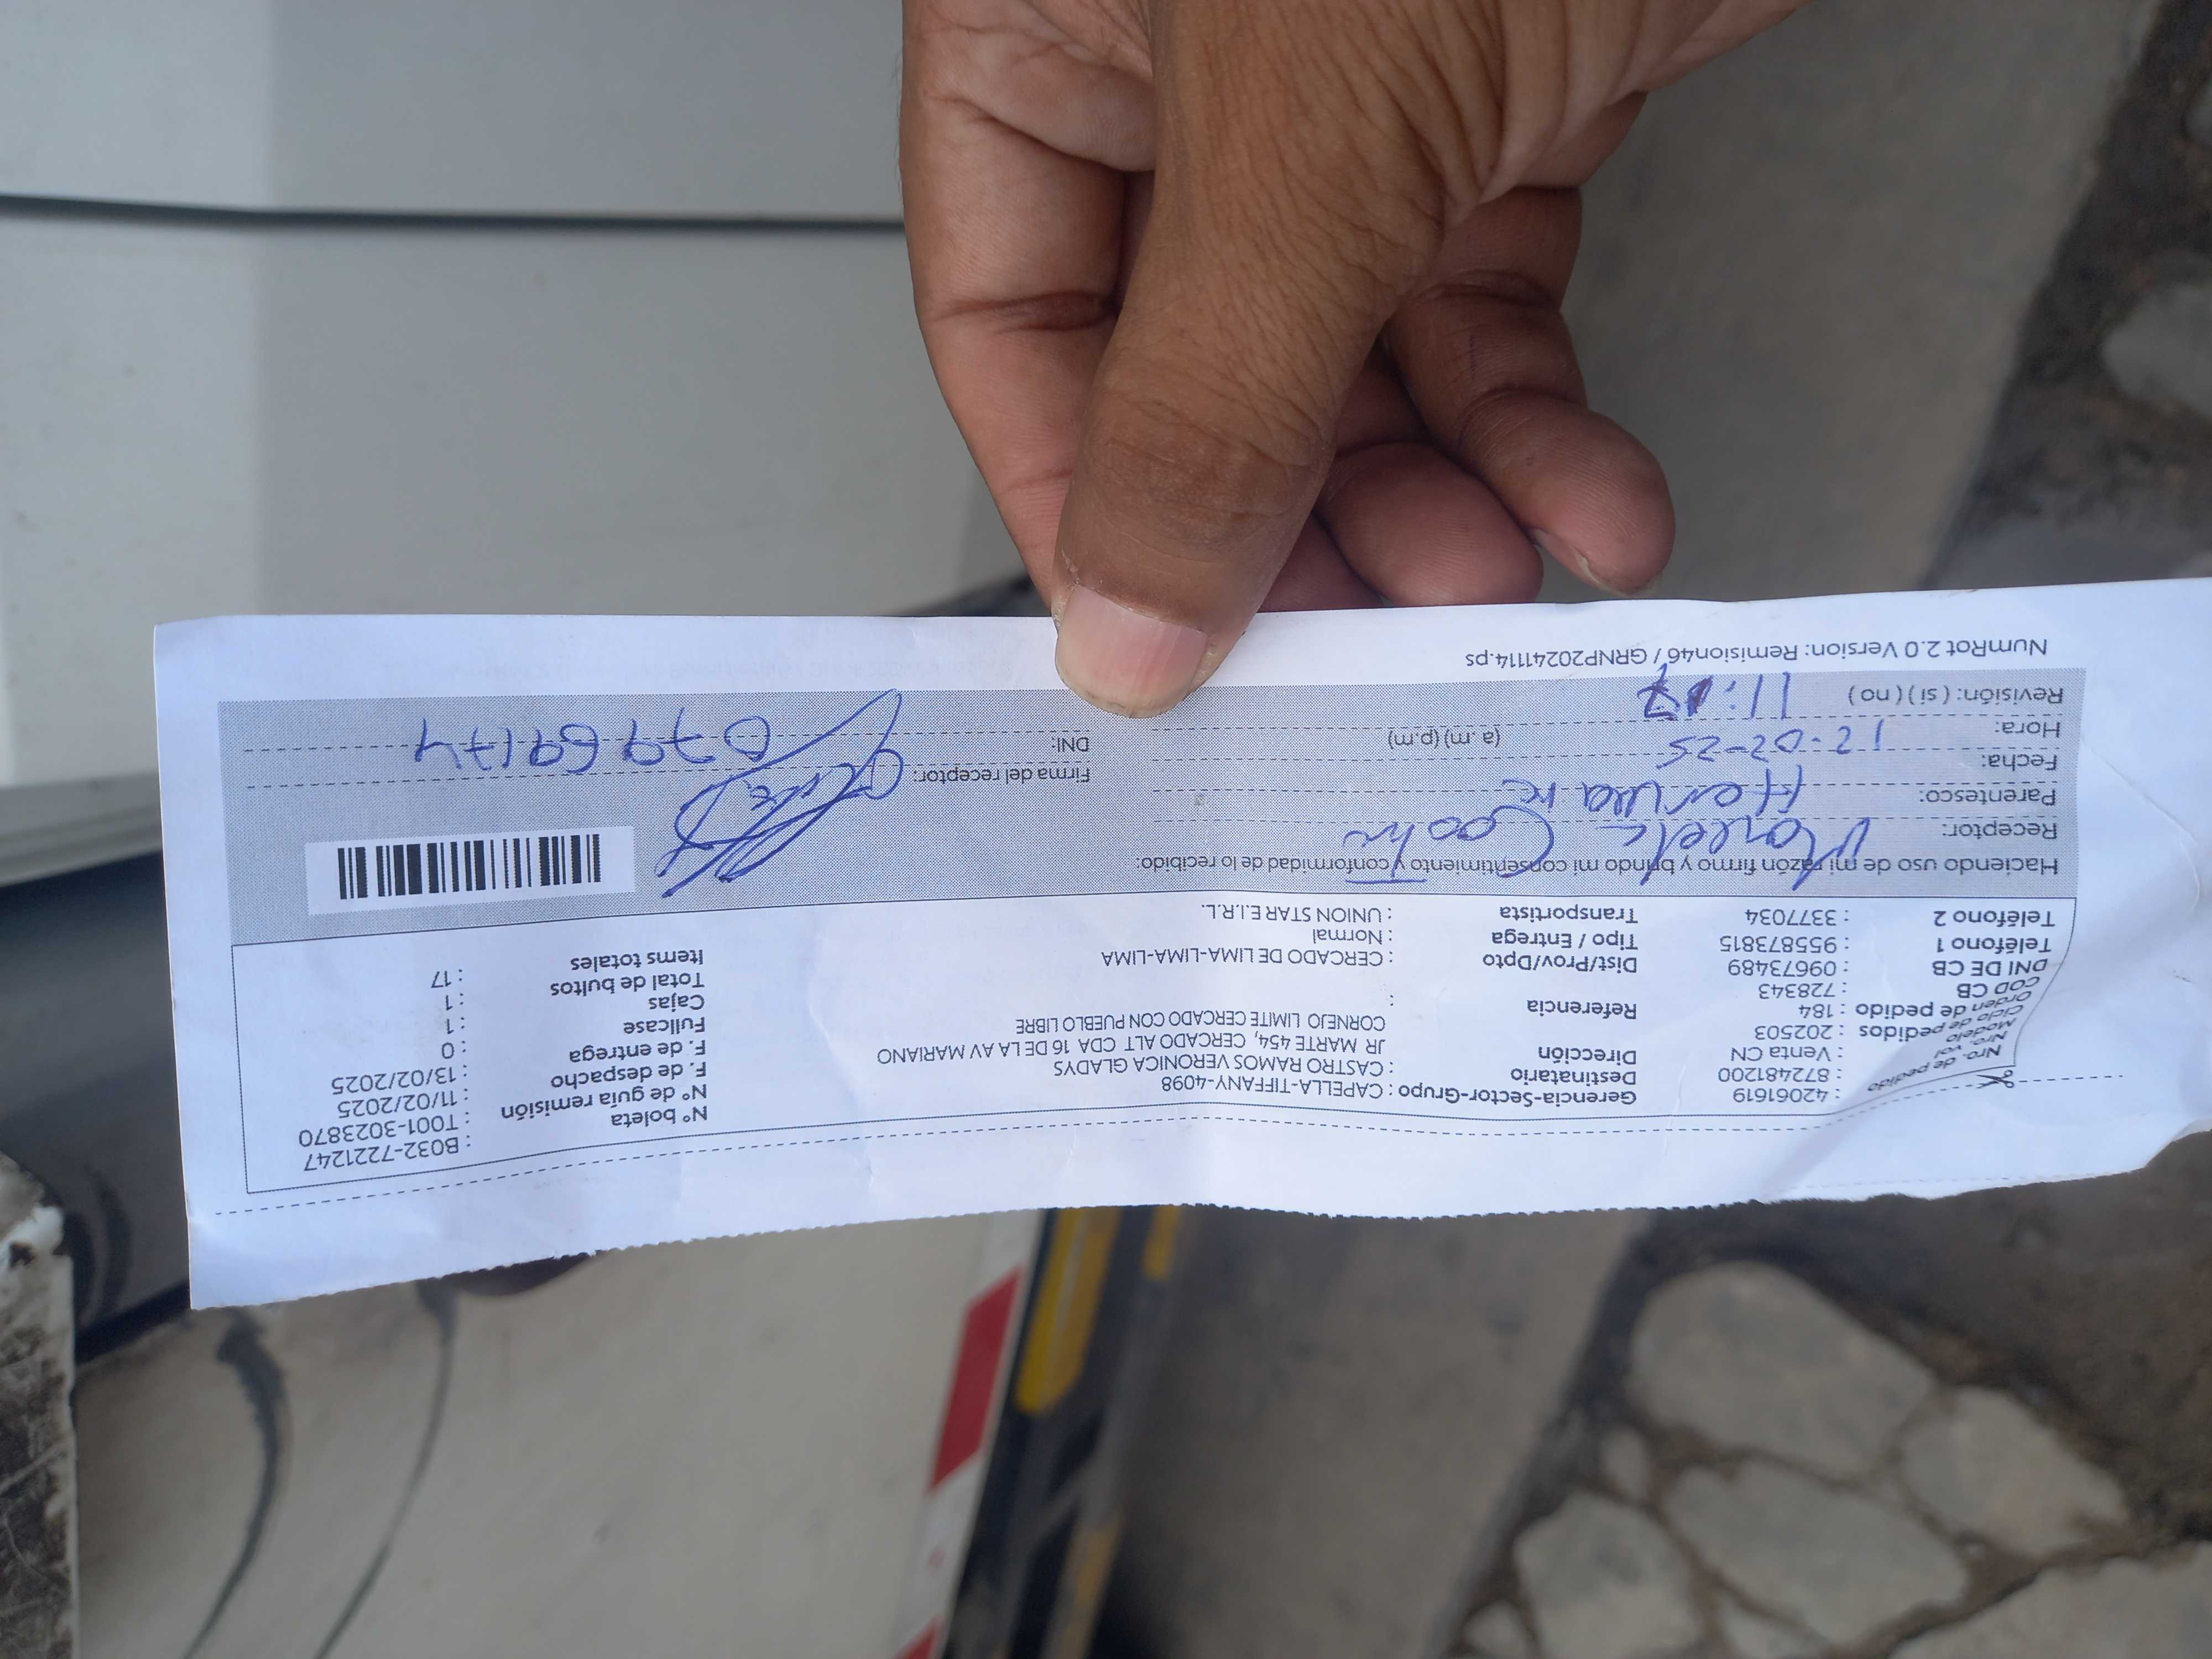 Nro. de pedido : 42061619
Nro. vol : 872481200
Modelo de : Venta CN
Ciclo de pedidos : 202503
Orden de pedido : 184
COD CB : 728343
DNI DE CB : 09673489
Teléfono 1 : 955873815
Teléfono 2 : 3377034
Gerencia-Sector-Grupo : CAPELLA-TIFFANY-4098
Destinatario : CASTRO RAMOS VERONICA GLADYS
Dirección JR MARTE 454, CERCADO ALT CDA 16 DE LA AV MARIANO
CORNEJO LIMITE CERCADO CON PUEBLO LIBRE
Referencia :
Dist/Prov/Dpto : CERCADO DE LIMA-LIMA-LIMA
Tipo / Entrega : Normal
Transportista : UNION STAR E.I.R.L.
N° boleta : B032-7221247
N° de guía remisión : T001-3023870
F. de despacho : 11/02/2025
F. de entrega : 13/02/2025
Fullcase : 0
Cajas : 1
Total de bultos : 1
Items totales : 17
Haciendo uso de mi razón firmo y brindo mi consentimiento y conformidad de lo recibido:
Receptor:
Parentesco: Hermana
Fecha: 12-02-25
Hora: 11:07 (a.m) (p.m)
Revisión: ( si ) ( no )
Firma del receptor:
DNI: 07969174
NumRot 2.0 Version: Remision46 / GRNP20241114.ps